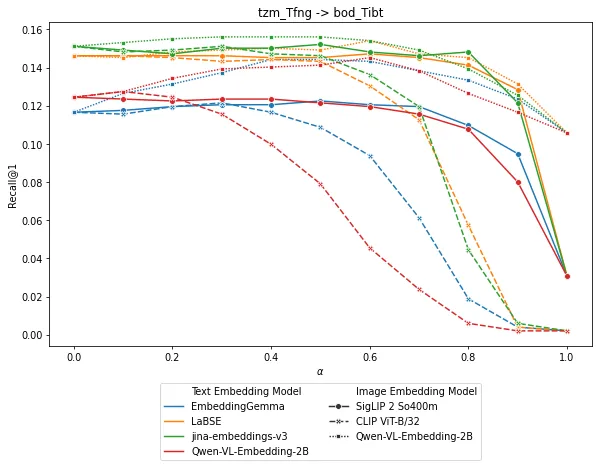 tzm_Tfng -> bod_Tibt
Recall@1
0.16
0.14
0.12
0.10
0.08
0.06
0.04
0.02
0.00
0.0 0.2 0.4 0.6 0.8 1.0
α
Text Embedding Model
EmbeddingGemma
LaBSE
jina-embeddings-v3
Qwen-VL-Embedding-2B
Image Embedding Model
SigLIP 2 So400m
CLIP ViT-B/32
Qwen-VL-Embedding-2B